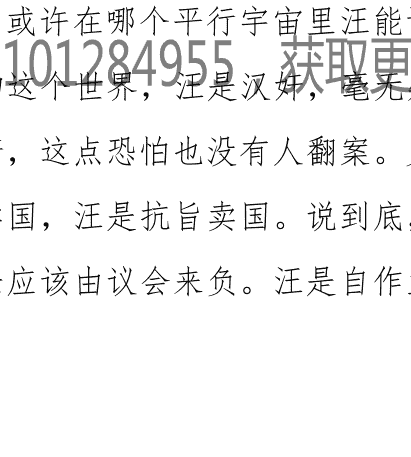 或许在哪个平行宇宙里汪能
101284955，获取更
这个世界，汪是汉奸，毫无
，这点恐怕也没有人翻案。
国，汪是抗旨卖国。说到底，
应该由议会来负。汪是自作